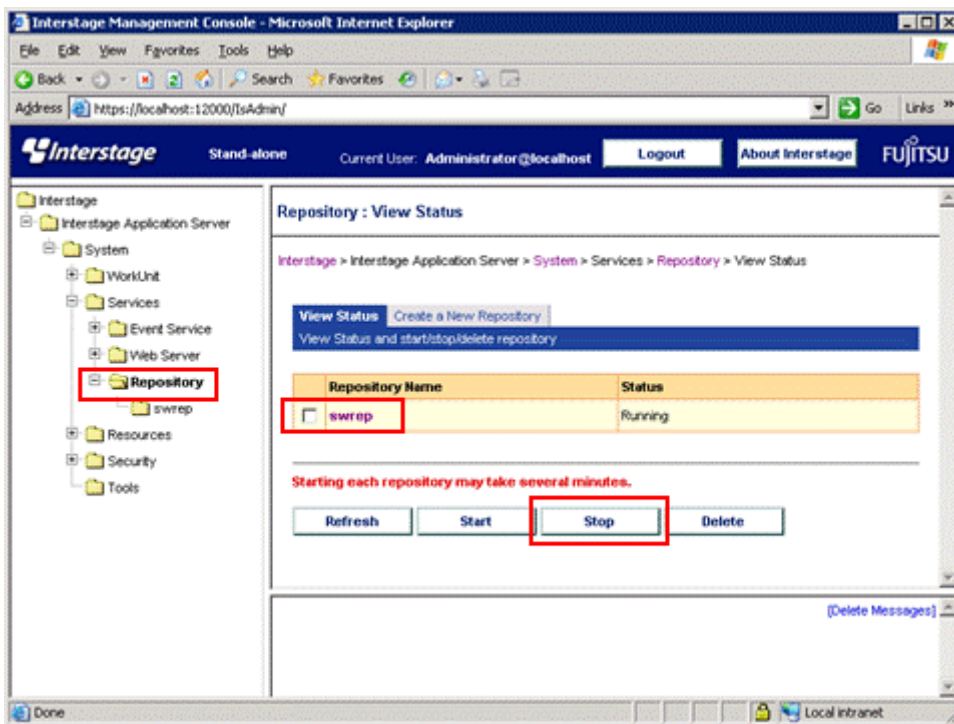 Interstage Management Console - Microsoft Internet Explorer
File Edit View Favorites Tools Help
Back Search Favorites
Address https://localhost:12000/IsAdmin/ Go Links »
Interstage Stand-alone Current User: Administrator@localhost Logout About Interstage FUJITSU
Interstage
Interstage Application Server
System
WorkUnit
Services
Event Service
Web Server
Repository
swrep
Resources
Security
Tools
Repository : View Status
Interstage > Interstage Application Server > System > Services > Repository > View Status
View Status Create a New Repository
View Status and start/stop/delete repository
Repository Name Status
swrep Running
Starting each repository may take several minutes.
Refresh Start Stop Delete
[Delete Messages]
Done Local intranet